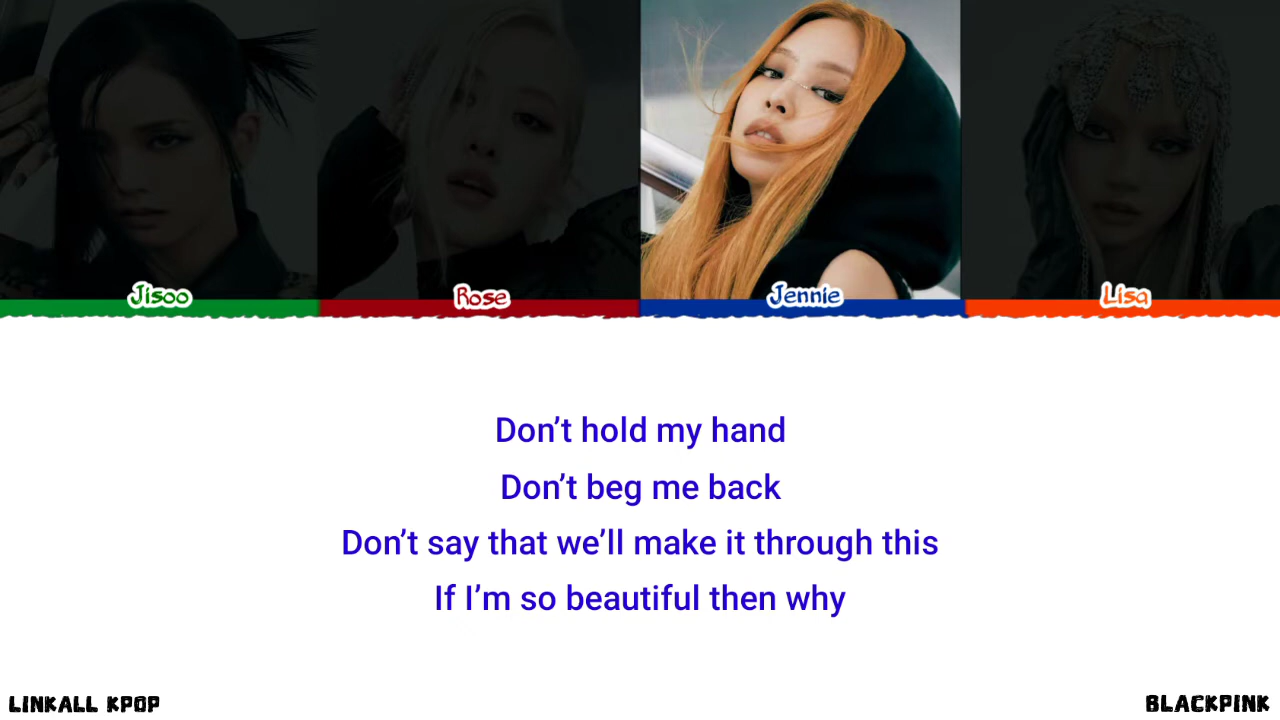 Jisoo
Rose
Jennie
Lisa
Don’t hold my hand
Don’t beg me back
Don’t say that we’ll make it through this
If I’m so beautiful then why
LINKALL KPOP
BLACKPINK